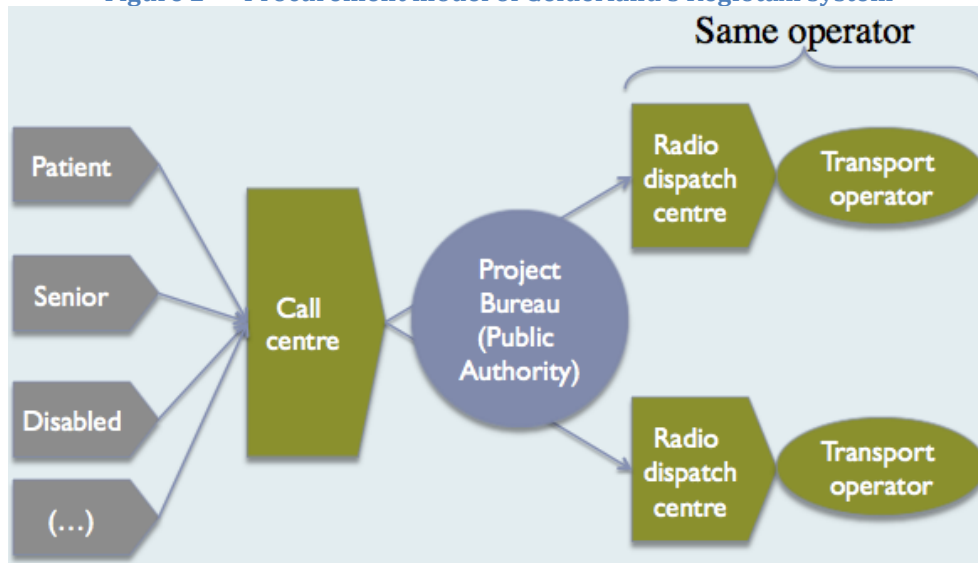 Same operator
Patient
Senior
Disabled
(...)
Call
centre
Project
Bureau
(Public
Authority)
Radio
dispatch
centre
Transport
operator
Radio
dispatch
centre
Transport
operator